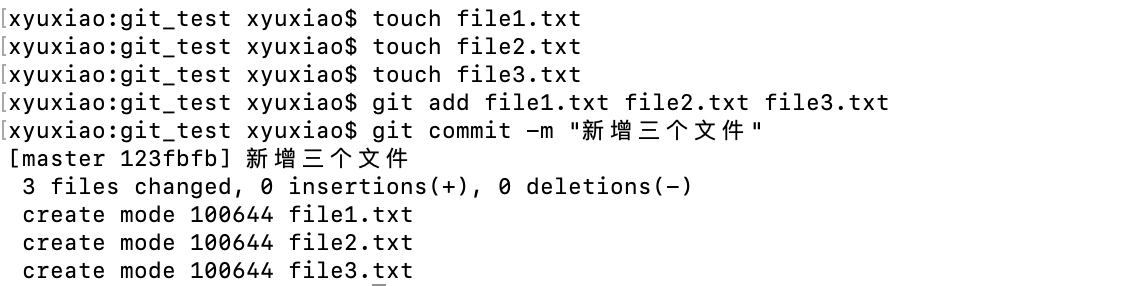 [xyuxiao:git_test xyuxiao$ touch file1.txt
[xyuxiao:git_test xyuxiao$ touch file2.txt
[xyuxiao:git_test xyuxiao$ touch file3.txt
[xyuxiao:git_test xyuxiao$ git add file1.txt file2.txt file3.txt
[xyuxiao:git_test xyuxiao$ git commit -m "新增三个文件"
[master 123fbfb] 新增三个文件
 3 files changed, 0 insertions(+), 0 deletions(-)
 create mode 100644 file1.txt
 create mode 100644 file2.txt
 create mode 100644 file3.txt